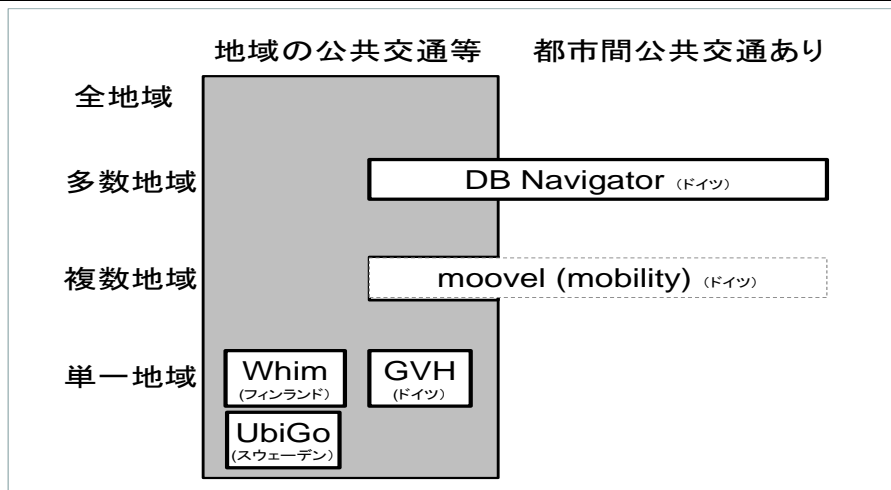 地域の公共交通等 都市間公共交通あり
全地域
多数地域
DB Navigator (ドイツ)
複数地域
moovel (mobility) (ドイツ)
単一地域
Whim
(フィンランド)
GVH
(ドイツ)
UbiGo
(スウェーデン)